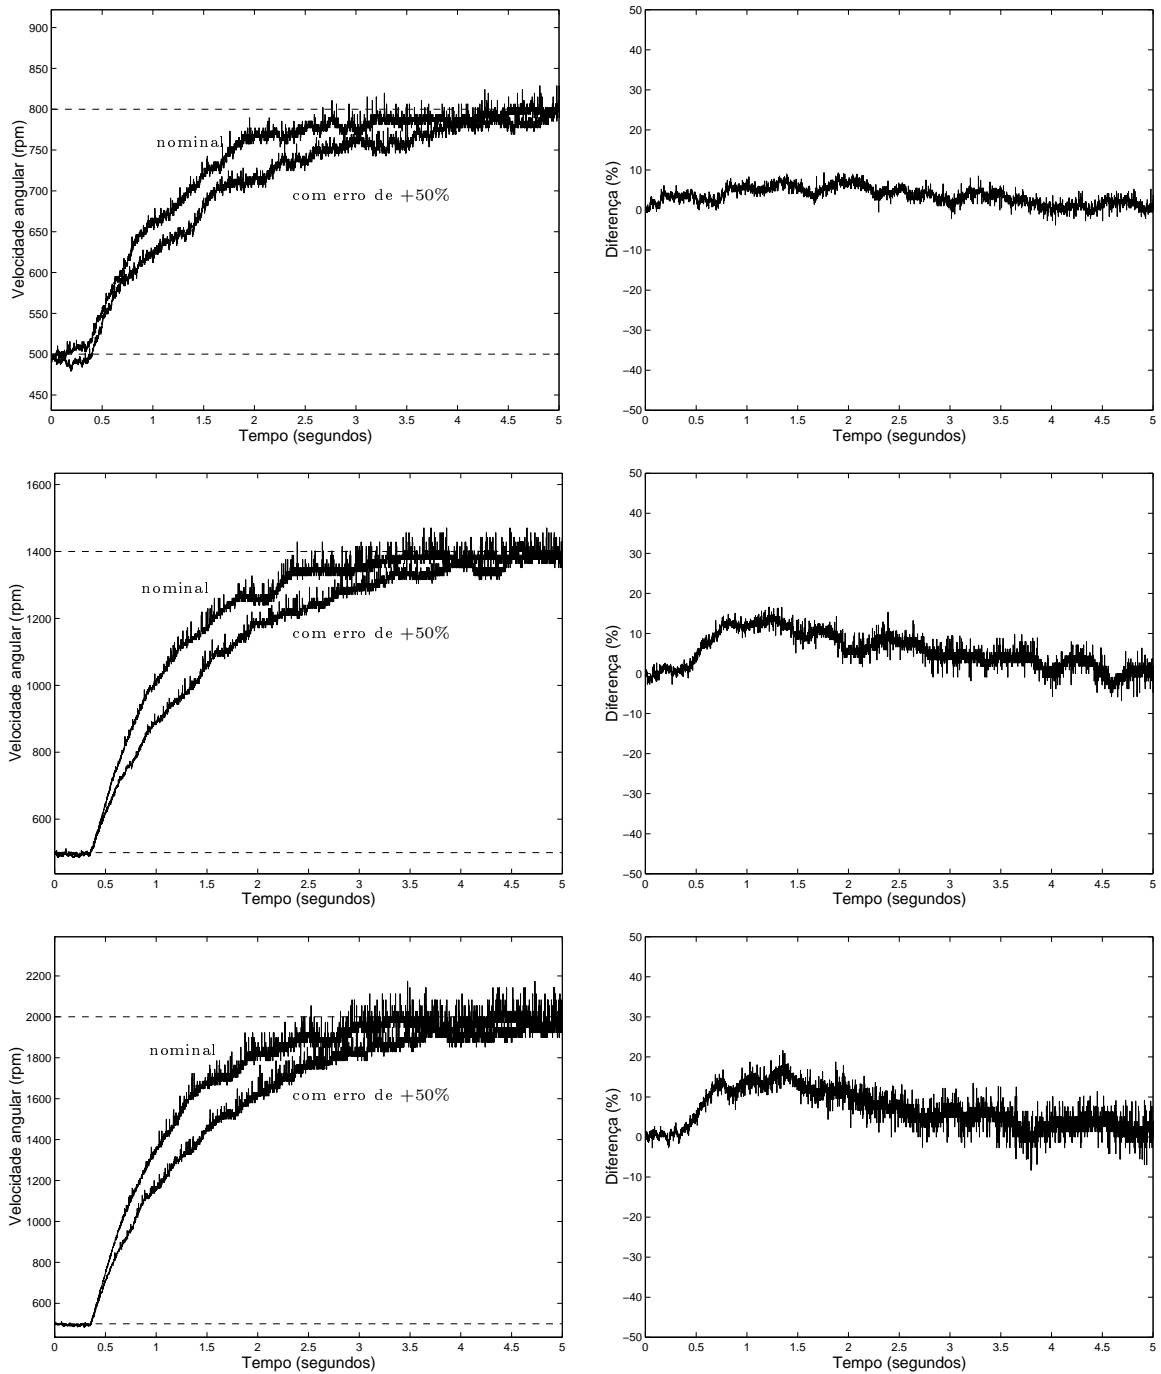 900
850
800
750
700
650
600
550
500
450
Velocidade angular (rpm)
nominal
com erro de +50%
0 0.5 1 1.5 2 2.5 3 3.5 4 4.5 5
Tempo (segundos)
50
40
30
20
10
0
−10
−20
−30
−40
−50
Diferença (%)
0 0.5 1 1.5 2 2.5 3 3.5 4 4.5 5
Tempo (segundos)
1600
1400
1200
1000
800
600
Velocidade angular (rpm)
nominal
com erro de +50%
0 0.5 1 1.5 2 2.5 3 3.5 4 4.5 5
Tempo (segundos)
50
40
30
20
10
0
−10
−20
−30
−40
−50
Diferença (%)
0 0.5 1 1.5 2 2.5 3 3.5 4 4.5 5
Tempo (segundos)
2200
2000
1800
1600
1400
1200
1000
800
600
Velocidade angular (rpm)
nominal
com erro de +50%
0 0.5 1 1.5 2 2.5 3 3.5 4 4.5 5
Tempo (segundos)
50
40
30
20
10
0
−10
−20
−30
−40
−50
Diferença (%)
0 0.5 1 1.5 2 2.5 3 3.5 4 4.5 5
Tempo (segundos)